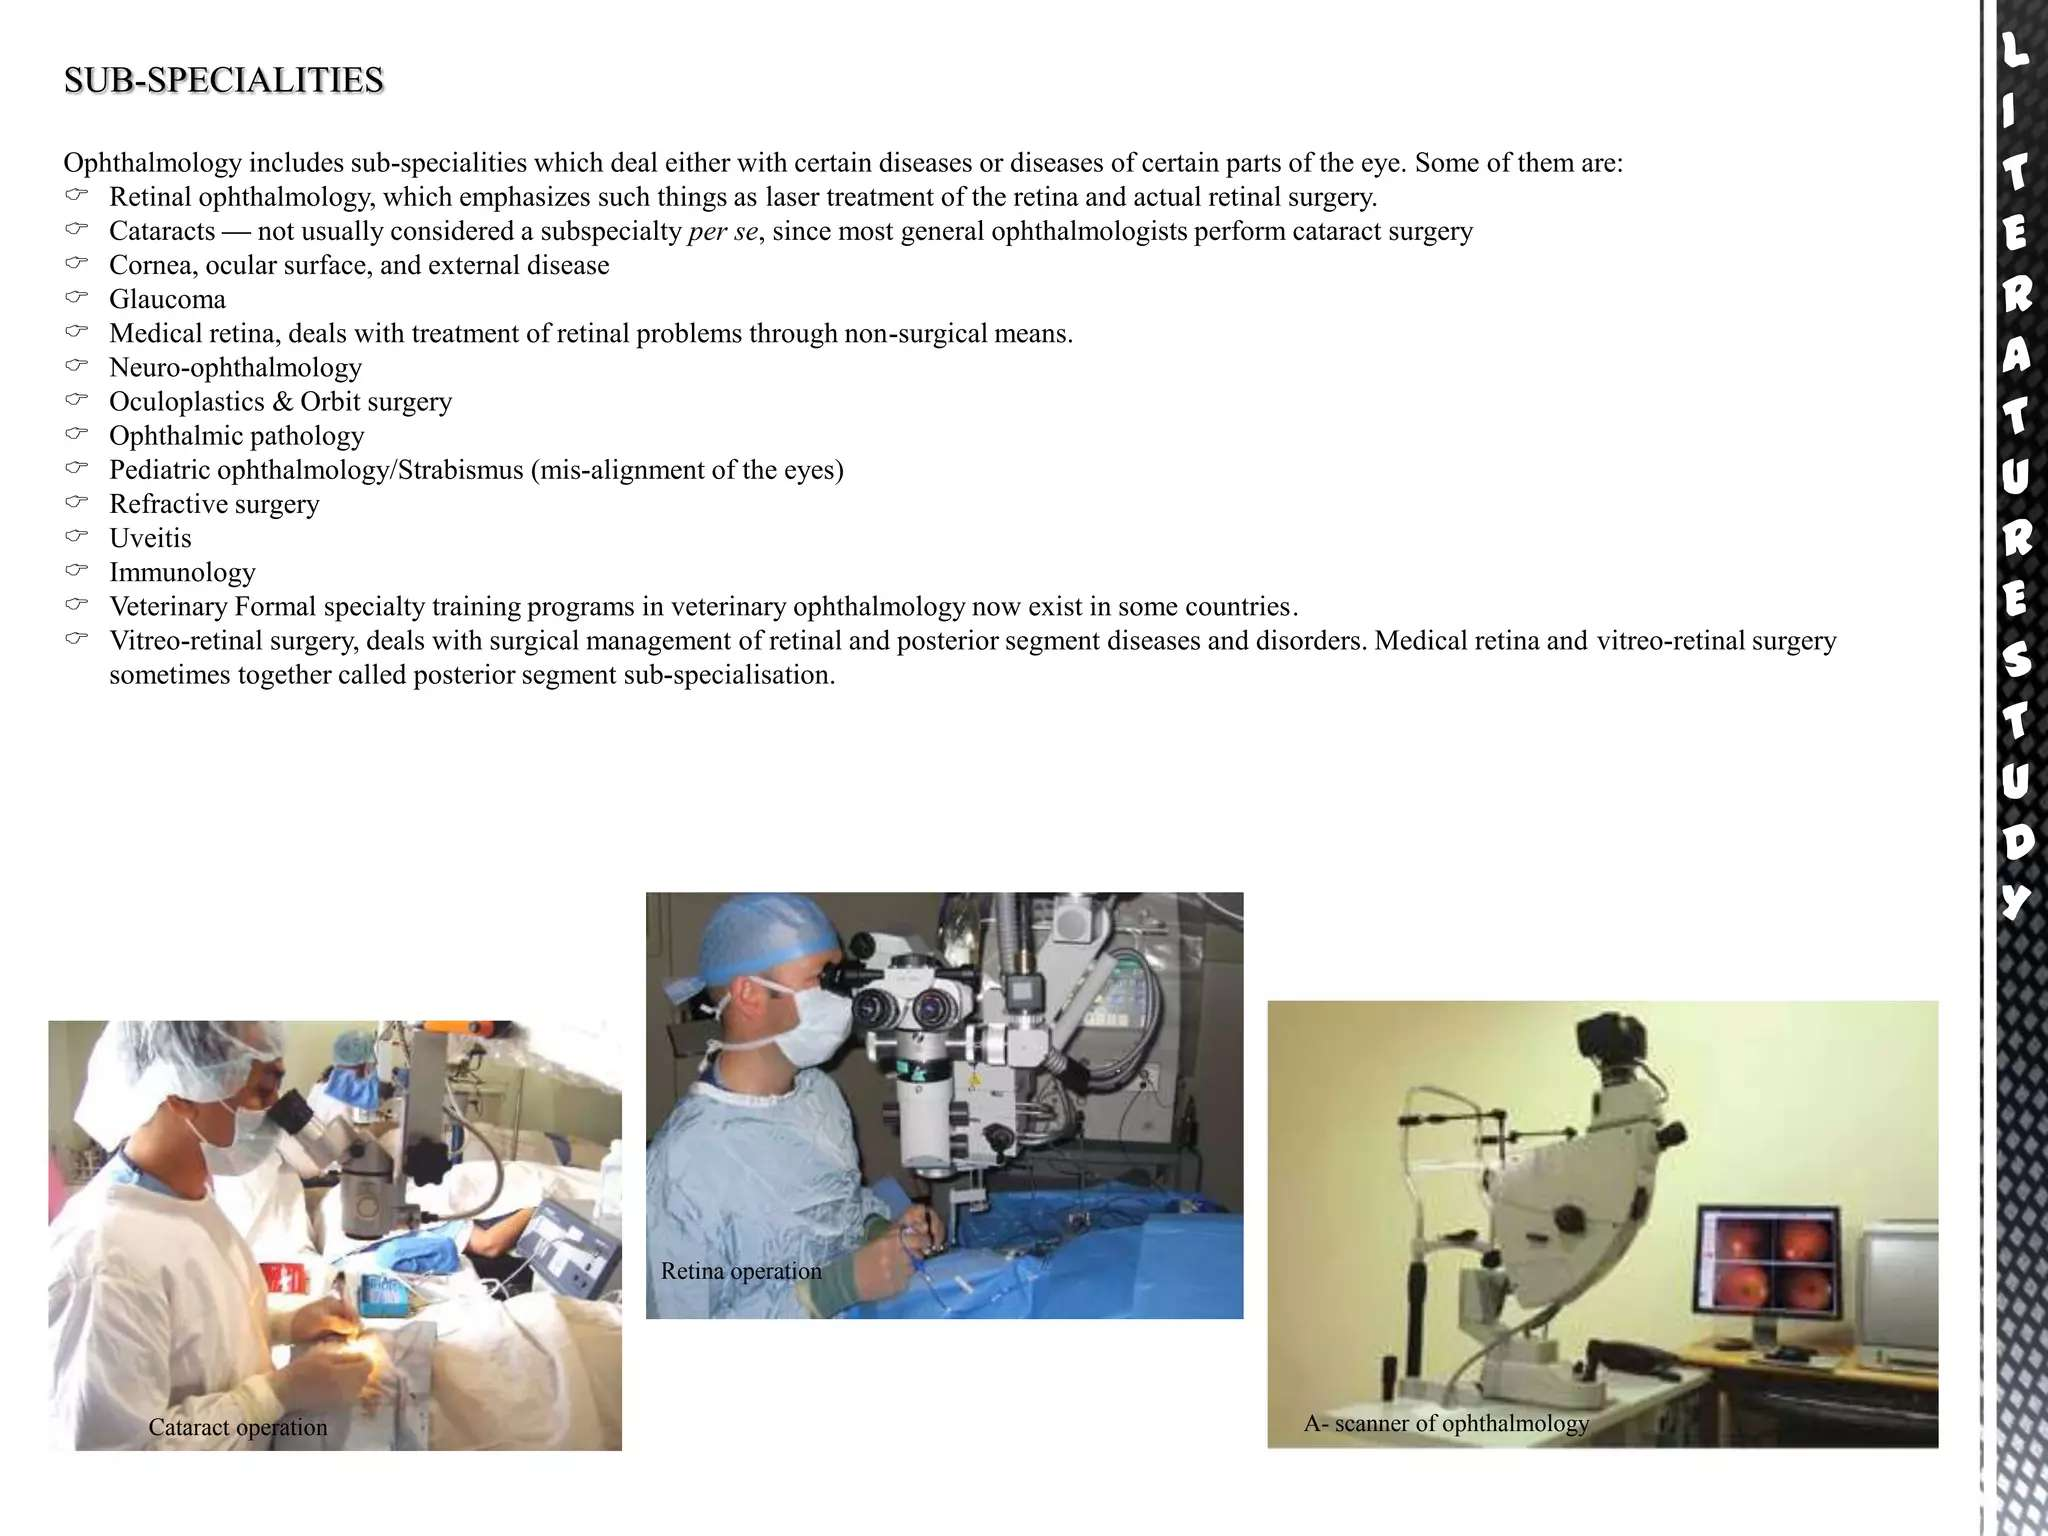 SUB-SPECIALITIES
Ophthalmology includes sub-specialities which deal either with certain diseases or diseases of certain parts of the eye. Some of them are:
Retinal ophthalmology, which emphasizes such things as laser treatment of the retina and actual retinal surgery.
Cataracts — not usually considered a subspecialty per se, since most general ophthalmologists perform cataract surgery
Cornea, ocular surface, and external disease
Glaucoma
Medical retina, deals with treatment of retinal problems through non-surgical means.
Neuro-ophthalmology
Oculoplastics & Orbit surgery
Ophthalmic pathology
Pediatric ophthalmology/Strabismus (mis-alignment of the eyes)
Refractive surgery
Uveitis
Immunology
Veterinary Formal specialty training programs in veterinary ophthalmology now exist in some countries.
Vitreo-retinal surgery, deals with surgical management of retinal and posterior segment diseases and disorders. Medical retina and vitreo-retinal surgery
sometimes together called posterior segment sub-specialisation.
Cataract operation
Retina operation
A- scanner of ophthalmology
L
I
T
E
R
A
T
U
R
E
S
T
U
D
Y